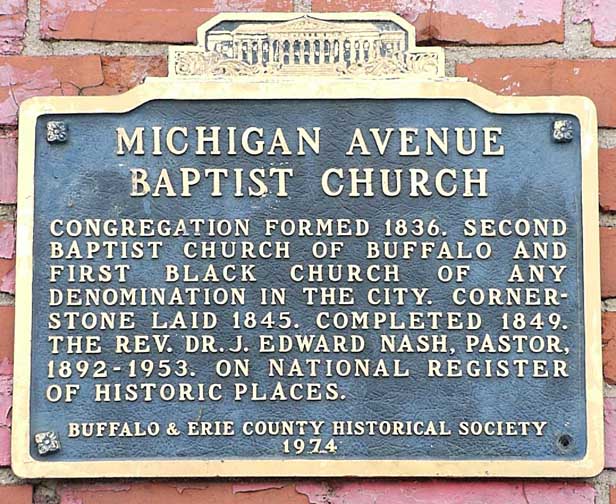 MICHIGAN AVENUE
BAPTIST CHURCH
CONGREGATION FORMED 1836. SECOND
BAPTIST CHURCH OF BUFFALO AND
FIRST BLACK CHURCH OF ANY
DENOMINATION IN THE CITY. CORNER-
STONE LAID 1845. COMPLETED 1849.
THE REV. DR. J. EDWARD NASH, PASTOR,
1892-1953. ON NATIONAL REGISTER
OF HISTORIC PLACES.
BUFFALO & ERIE COUNTY HISTORICAL SOCIETY
1974